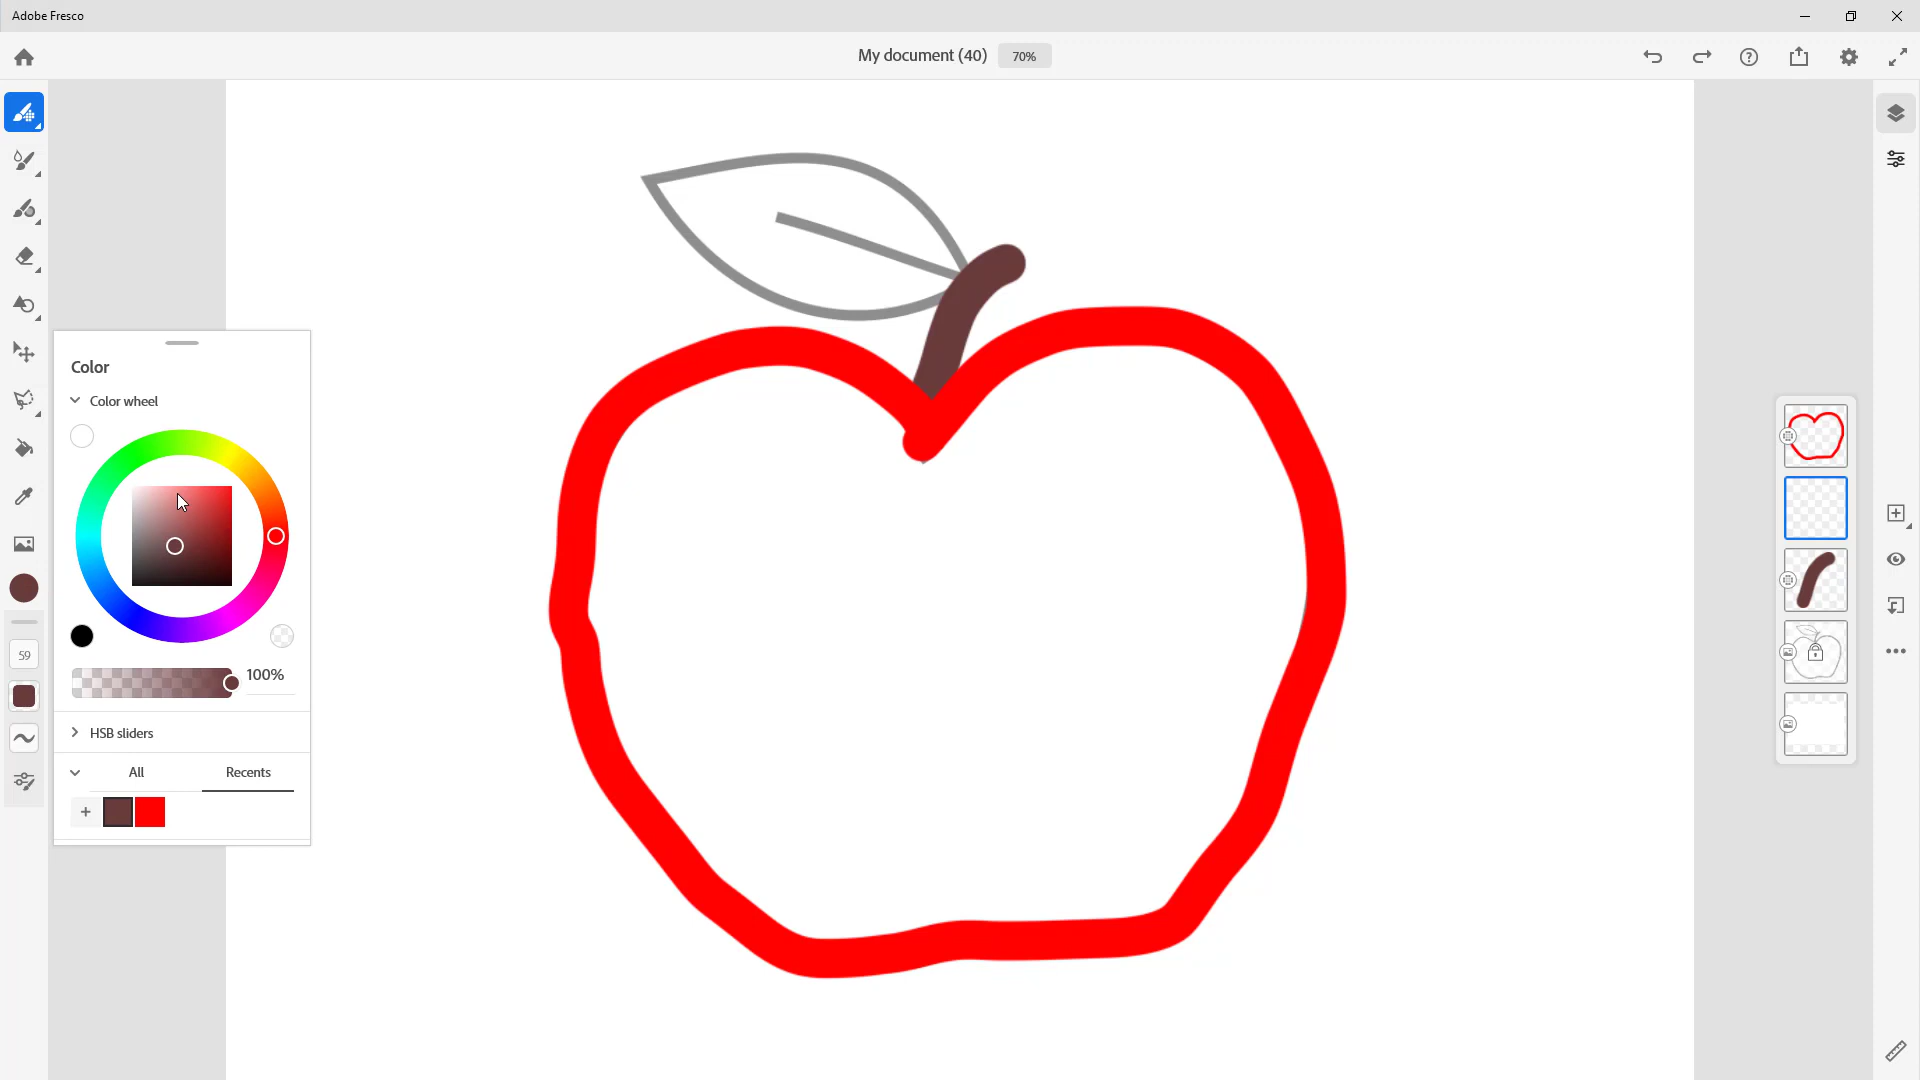 Adobe Fresco
My document (40) 70%
Color
Color wheel
59
100%
HSB sliders
All Recents